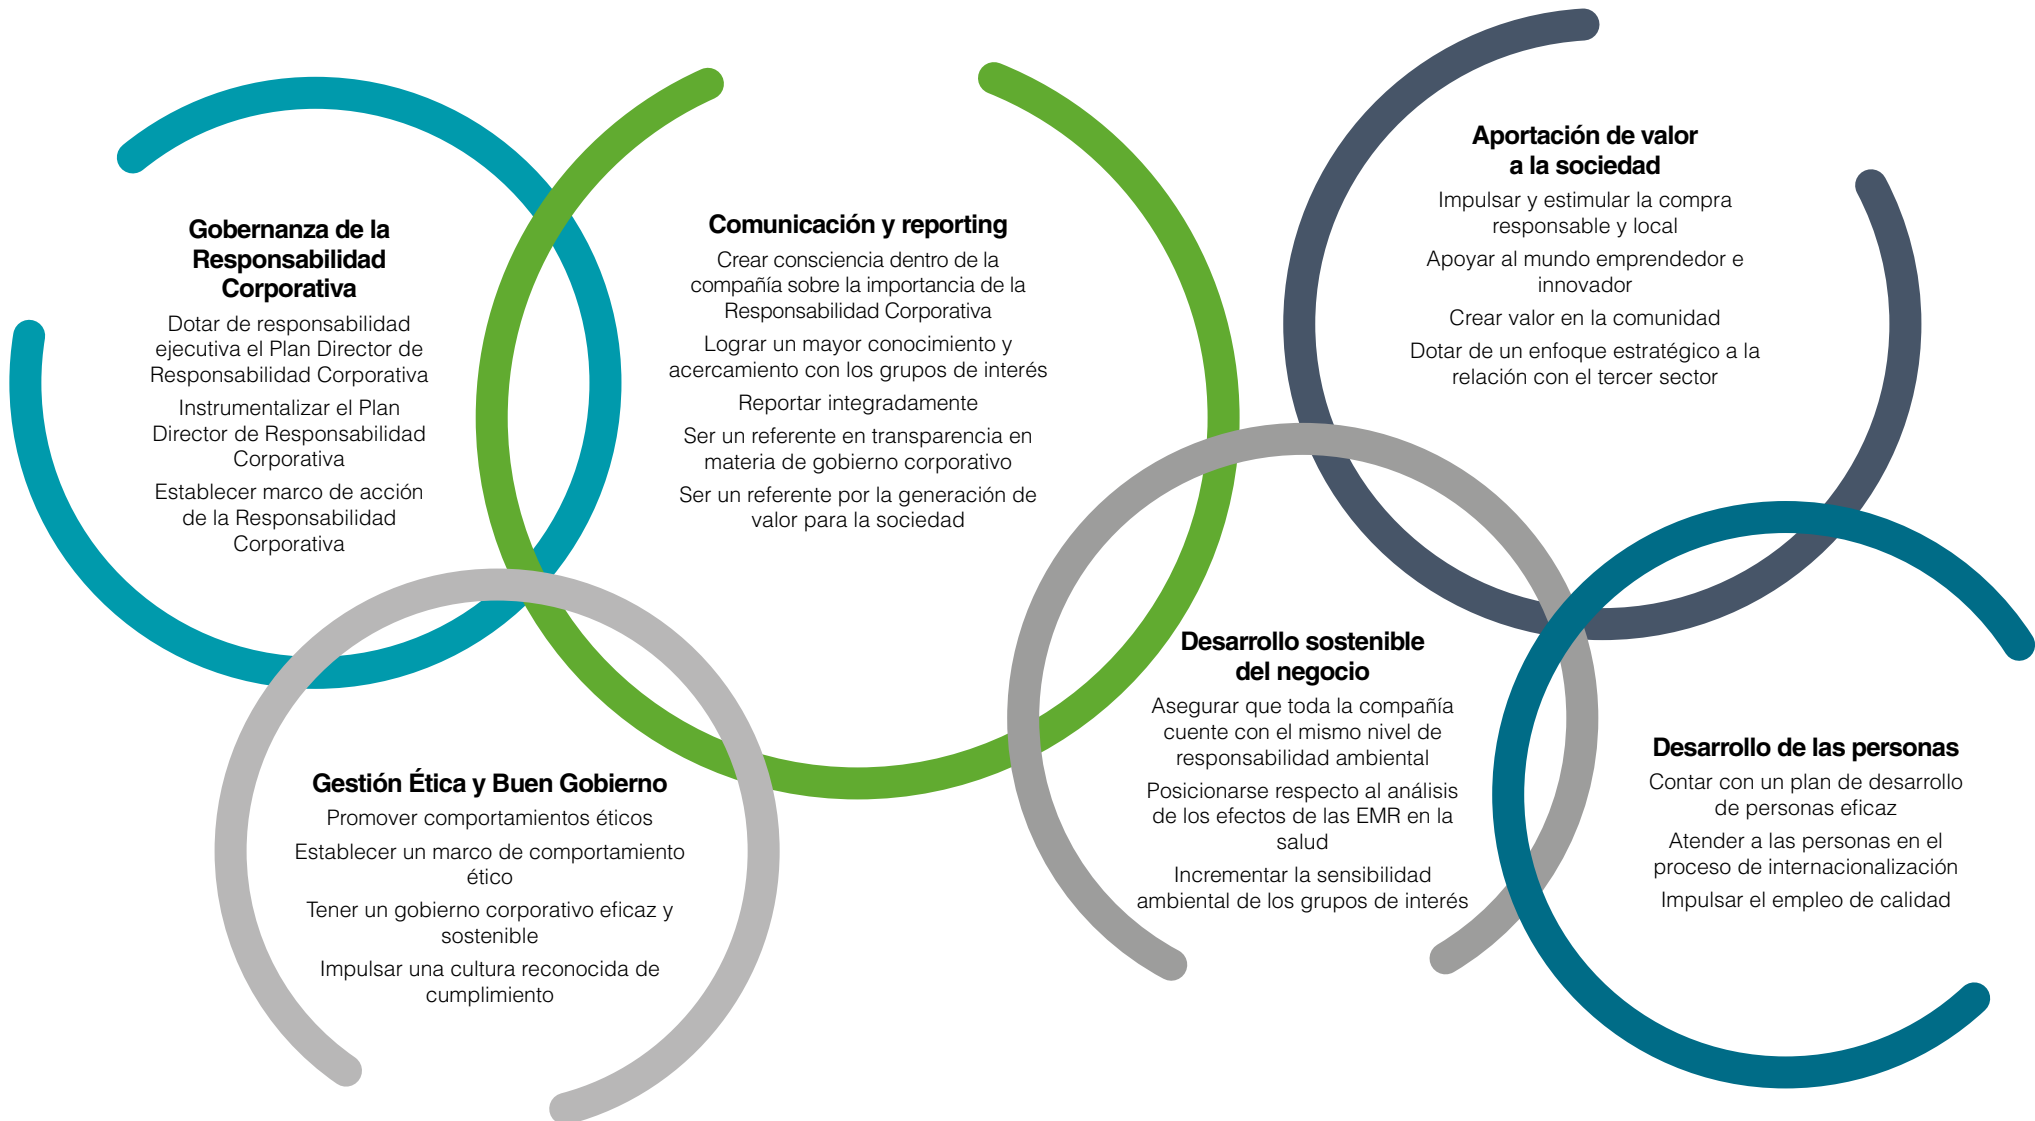 Gobernanza de la
Responsabilidad
Corporativa
Dotar de responsabilidad
ejecutiva el Plan Director de
Responsabilidad Corporativa
Instrumentalizar el Plan
Director de Responsabilidad
Corporativa
Establecer marco de acción
de la Responsabilidad
Corporativa
Comunicación y reporting
Crear consciencia dentro de la
compañía sobre la importancia de la
Responsabilidad Corporativa
Lograr un mayor conocimiento y
acercamiento con los grupos de interés
Reportar integradamente
Ser un referente en transparencia en
materia de gobierno corporativo
Ser un referente por la generación de
valor para la sociedad
Aportación de valor
a la sociedad
Impulsar y estimular la compra
responsable y local
Apoyar al mundo emprendedor e
innovador
Crear valor en la comunidad
Dotar de un enfoque estratégico a la
relación con el tercer sector
Gestión Ética y Buen Gobierno
Promover comportamientos éticos
Establecer un marco de comportamiento
ético
Tener un gobierno corporativo eficaz y
sostenible
Impulsar una cultura reconocida de
cumplimiento
Desarrollo sostenible
del negocio
Asegurar que toda la compañía
cuente con el mismo nivel de
responsabilidad ambiental
Posicionarse respecto al análisis
de los efectos de las EMR en la
salud
Incrementar la sensibilidad
ambiental de los grupos de interés
Desarrollo de las personas
Contar con un plan de desarrollo
de personas eficaz
Atender a las personas en el
proceso de internacionalización
Impulsar el empleo de calidad